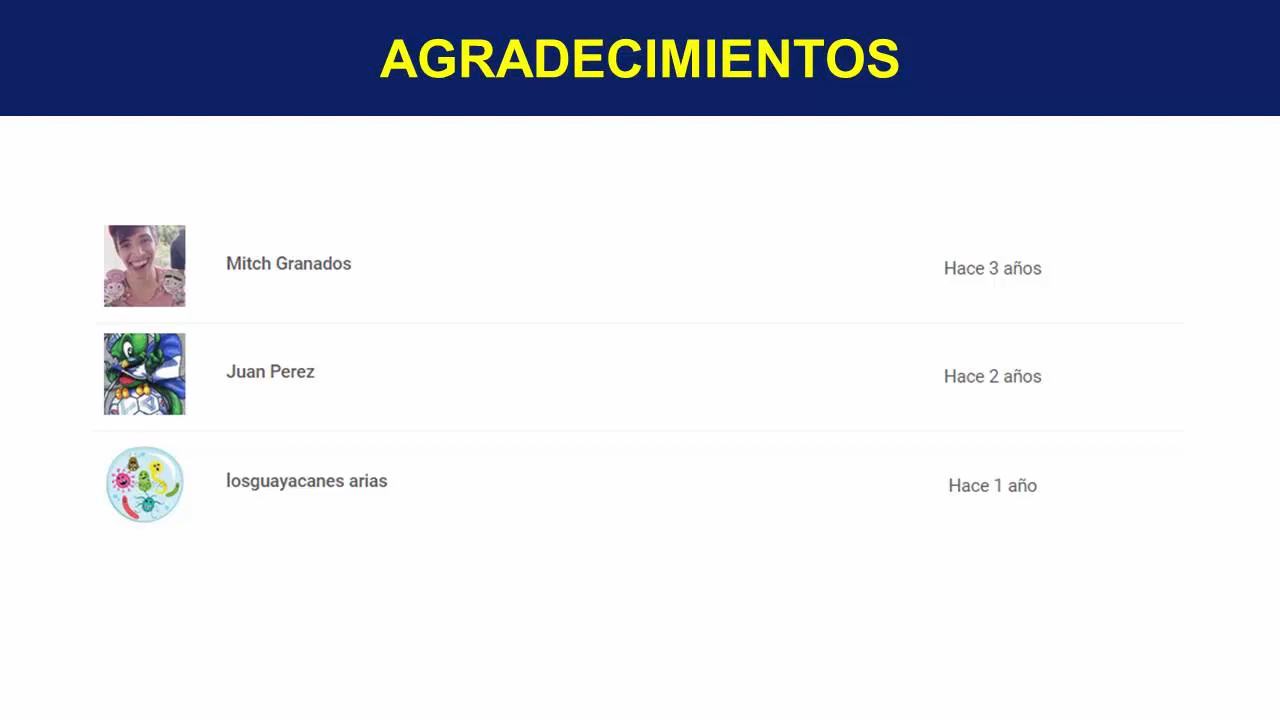 AGRADECIMIENTOS
Mitch Granados
Hace 3 años
Juan Perez
Hace 2 años
losguayacanes arias
Hace 1 año